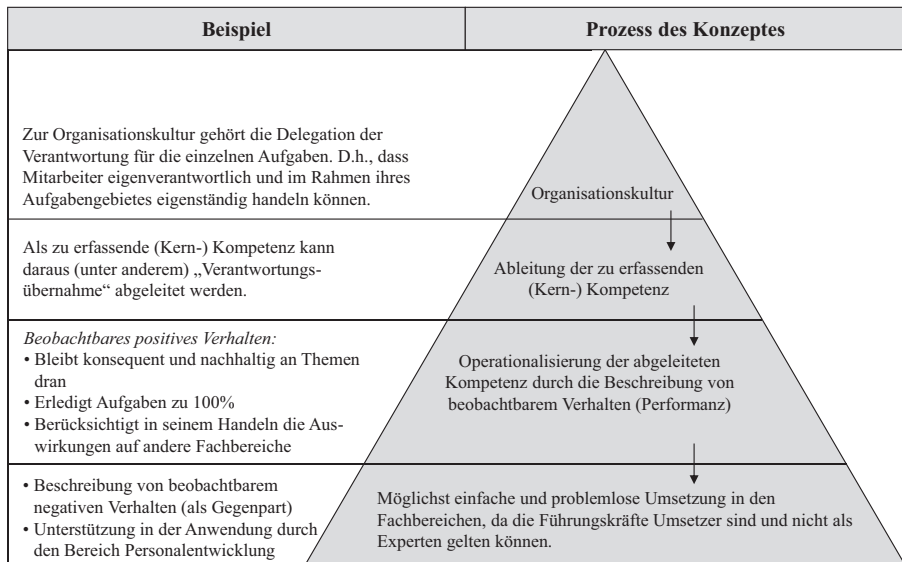 Beispiel
Prozess des Konzeptes
Zur Organisationskultur gehört die Delegation der
Verantwortung für die einzelnen Aufgaben. D.h., dass
Mitarbeiter eigenverantwortlich und im Rahmen ihres
Aufgabengebietes eigenständig handeln können.
Organisationskultur
Als zu erfassende (Kern-) Kompetenz kann
daraus (unter anderem) „Verantwortungs-
übernahme“ abgeleitet werden.
Ableitung der zu erfassenden
(Kern-) Kompetenz
Beobachtbares positives Verhalten:
• Bleibt konsequent und nachhaltig an Themen
dran
• Erledigt Aufgaben zu 100%
• Berücksichtigt in seinem Handeln die Aus-
wirkungen auf andere Fachbereiche
Operationalisierung der abgeleiteten
Kompetenz durch die Beschreibung von
beobachtbarem Verhalten (Performanz)
• Beschreibung von beobachtbarem
negativen Verhalten (als Gegenpart)
• Unterstützung in der Anwendung durch
den Bereich Personalentwicklung
Möglichst einfache und problemlose Umsetzung in den
Fachbereichen, da die Führungskräfte Umsetzer sind und nicht als
Experten gelten können.